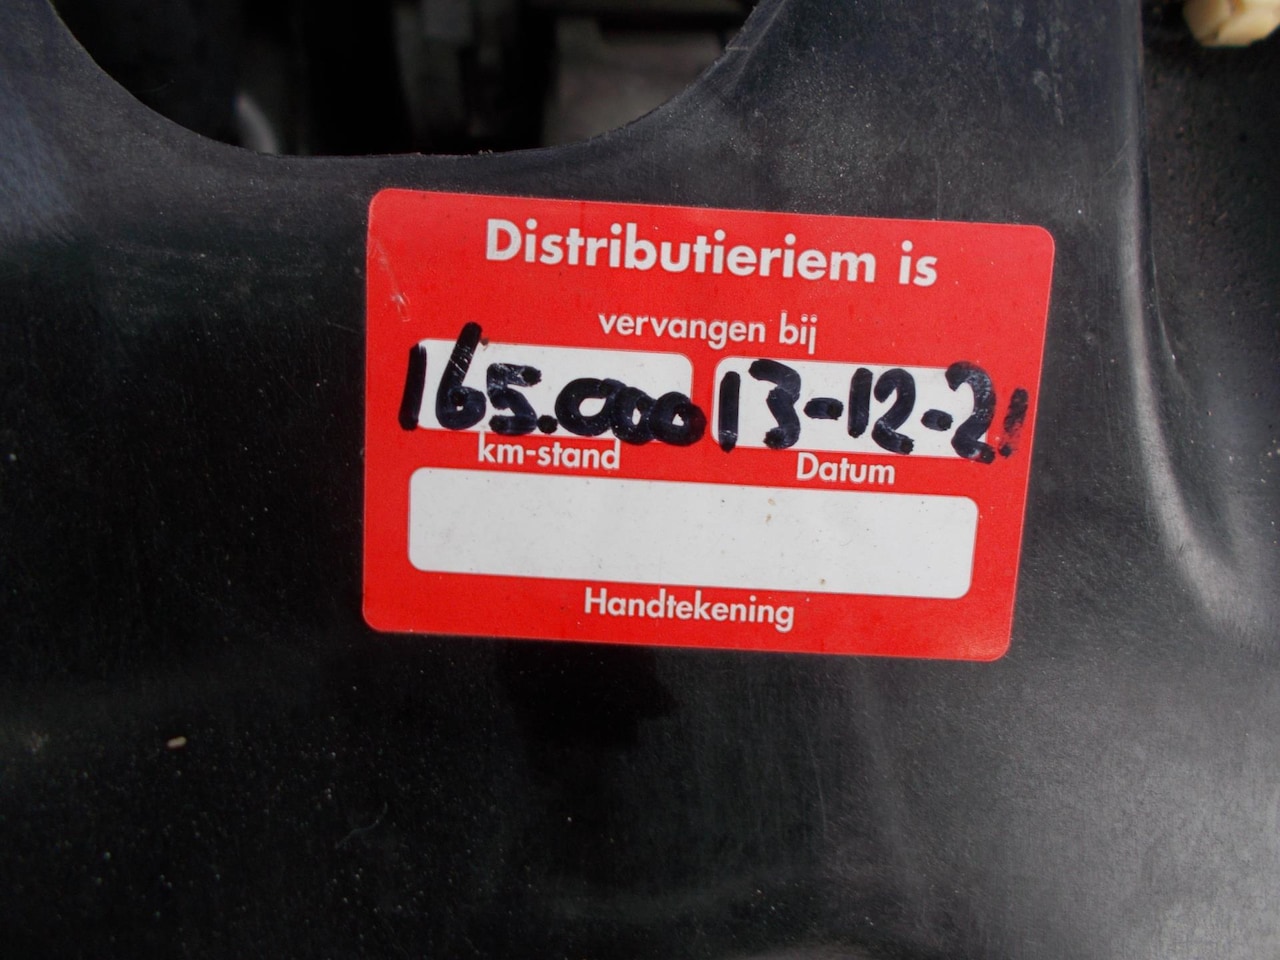 Distributieriem is
vervangen bij
165.000 13-12-21
km-stand Datum
Handtekening